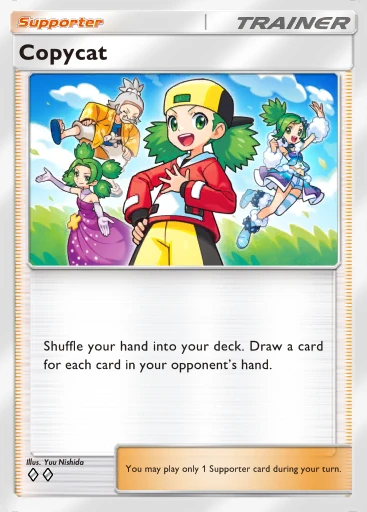 Supporter TRAINER
Copycat
Shuffle your hand into your deck. Draw a card
for each card in your opponent's hand.
Illus. Yuu Nishida
You may play only 1 Supporter card during your turn.